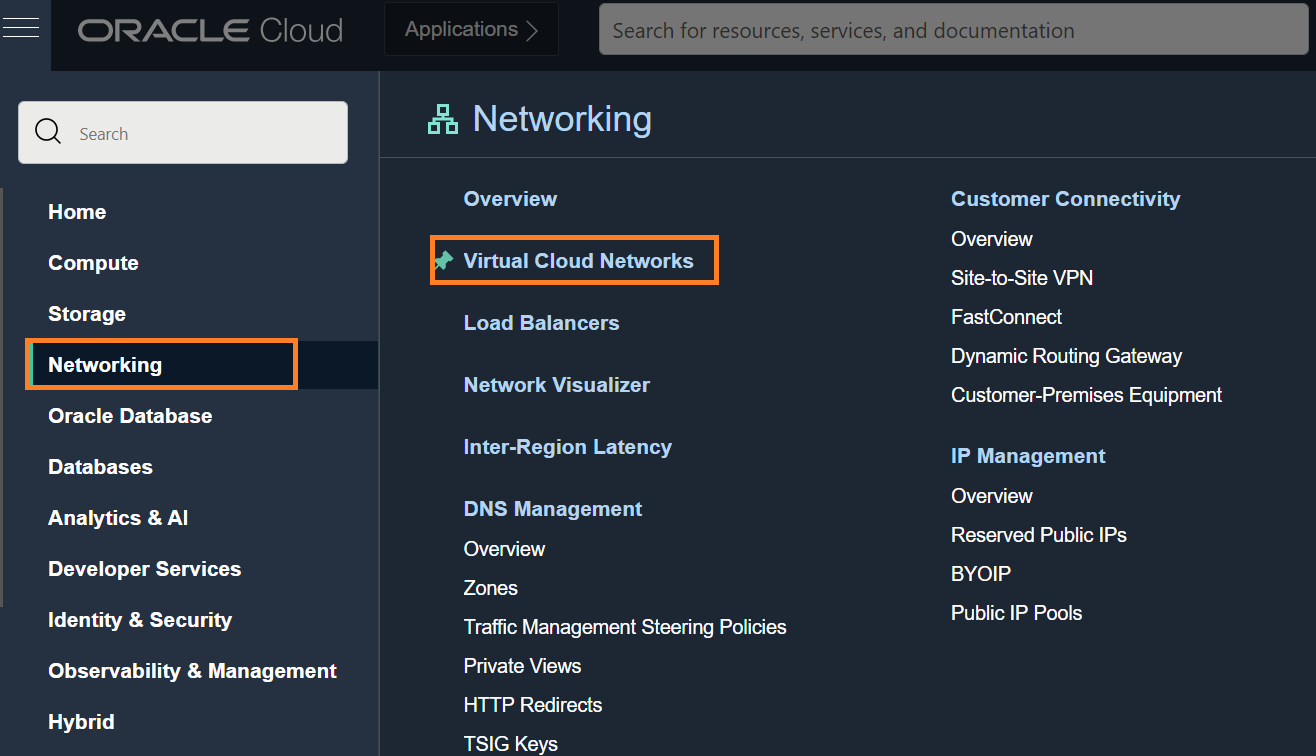 ORACLE Cloud
Applications
Search for resources, services, and documentation
Search
Home
Compute
Storage
Networking
Oracle Database
Databases
Analytics & AI
Developer Services
Identity & Security
Observability & Management
Hybrid
Networking
Overview
Virtual Cloud Networks
Load Balancers
Network Visualizer
Inter-Region Latency
DNS Management
Overview
Zones
Traffic Management Steering Policies
Private Views
HTTP Redirects
TSIG Keys
Customer Connectivity
Overview
Site-to-Site VPN
FastConnect
Dynamic Routing Gateway
Customer-Premises Equipment
IP Management
Overview
Reserved Public IPs
BYOIP
Public IP Pools